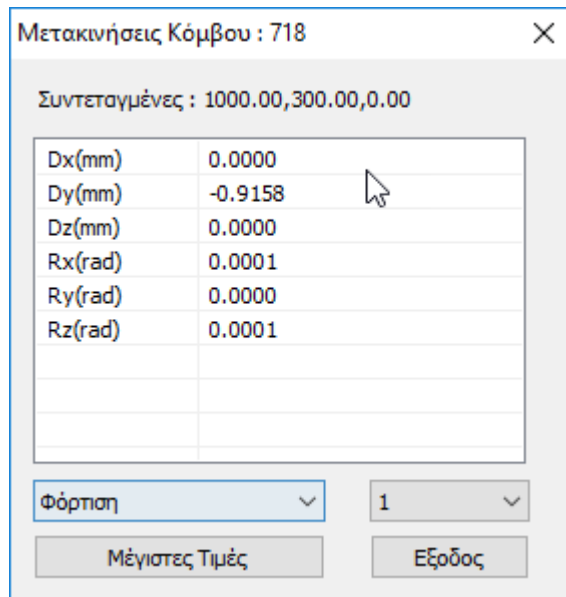 Μετακινήσεις Κόμβου : 718
Συντεταγμένες : 1000.00,300.00,0.00
Dx(mm) 0.0000
Dy(mm) -0.9158
Dz(mm) 0.0000
Rx(rad) 0.0001
Ry(rad) 0.0000
Rz(rad) 0.0001
Φόρτιση 1
Μέγιστες Τιμές Εξοδος